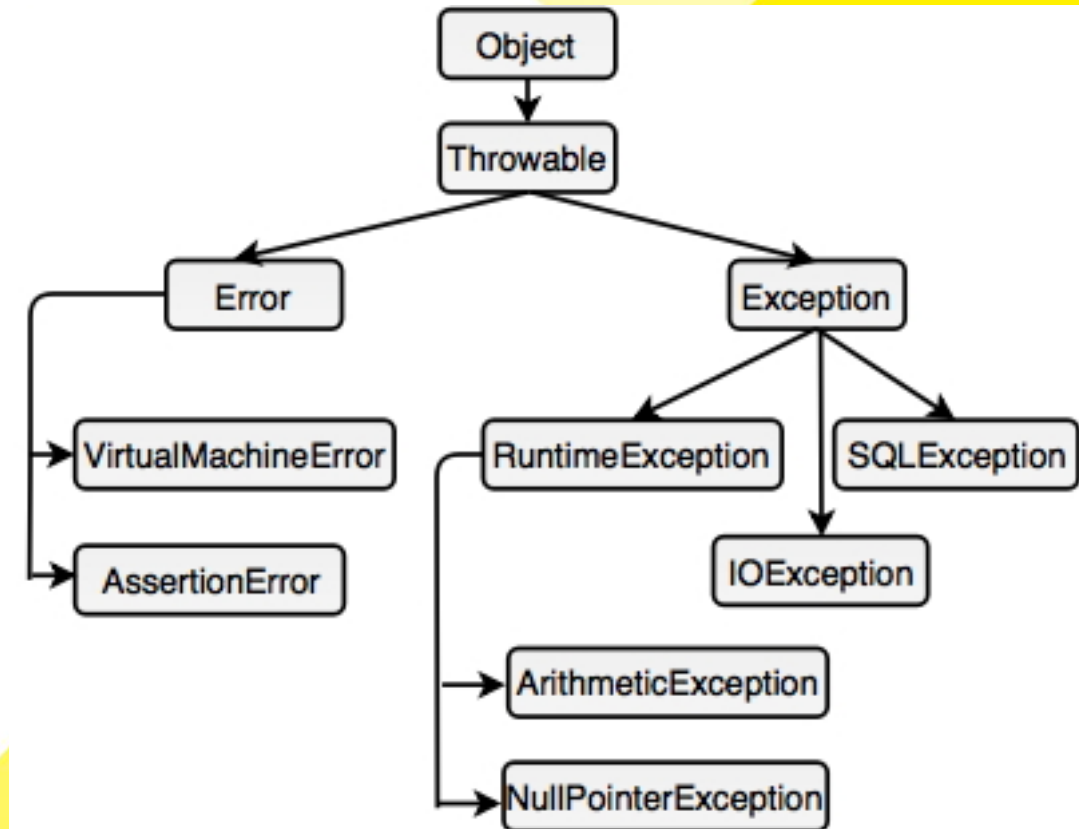 Object
Throwable
Error
Exception
VirtualMachineError
RuntimeException
SQLException
AssertionError
IOException
ArithmeticException
NullPointerException